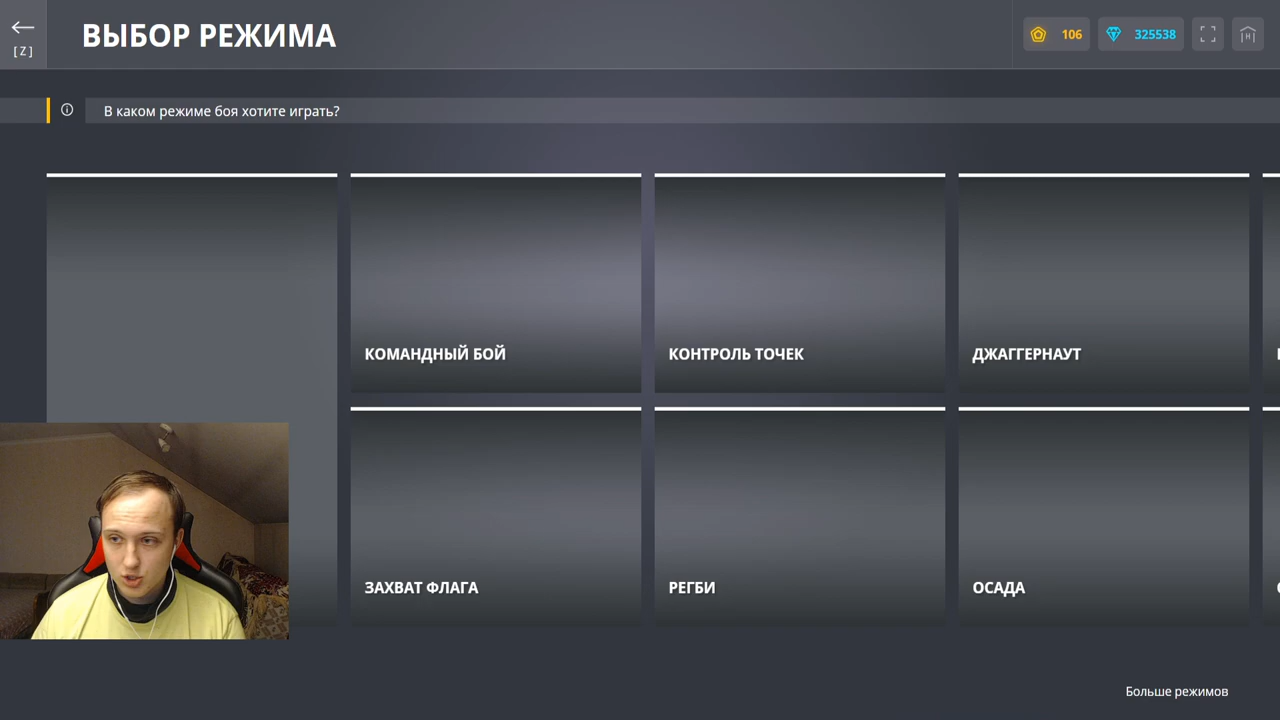 [Z]
ВЫБОР РЕЖИМА
106
325538
В каком режиме боя хотите играть?
КОМАНДНЫЙ БОЙ
КОНТРОЛЬ ТОЧЕК
ДЖАГГЕРНАУТ
ЗАХВАТ ФЛАГА
РЕГБИ
ОСАДА
Больше режимов